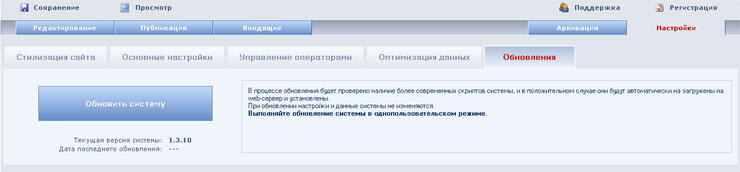 Сохранение Просмотр Поддержка Регистрация
Редактирование Публикация Входящие Архивация Настройки
Стилизация сайта Основные настройки Управление операторами Оптимизация данных Обновления
Обновить систему
Текущая версия системы: 1.3.10
Дата последнего обновления: ---
В процессе обновления будет проверено наличие более современных скриптов системы, и в положительном случае они будут автоматически на загружены на
web-сервер и установлены.
При обновлении настройки и данные системы не изменяются.
Выполняйте обновление системы в однопользовательском режиме.